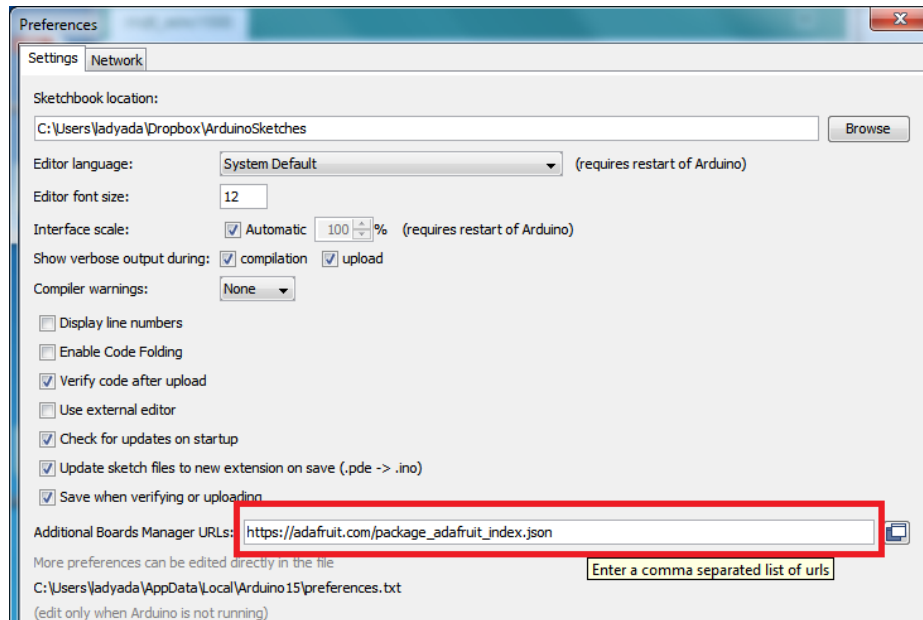 Preferences
Settings Network
Sketchbook location:
C:\Users\ladyada\Dropbox\ArduinoSketches Browse
Editor language: System Default (requires restart of Arduino)
Editor font size: 12
Interface scale: Automatic 100 % (requires restart of Arduino)
Show verbose output during: compilation upload
Compiler warnings: None
Display line numbers
Enable Code Folding
Verify code after upload
Use external editor
Check for updates on startup
Update sketch files to new extension on save (.pde -> .ino)
Save when verifying or uploading
Additional Boards Manager URLs: https://adafruit.com/package_adafruit_index.json
More preferences can be edited directly in the file
Enter a comma separated list of urls
C:\Users\ladyada\AppData\Local\Arduino15\preferences.txt
(edit only when Arduino is not running)